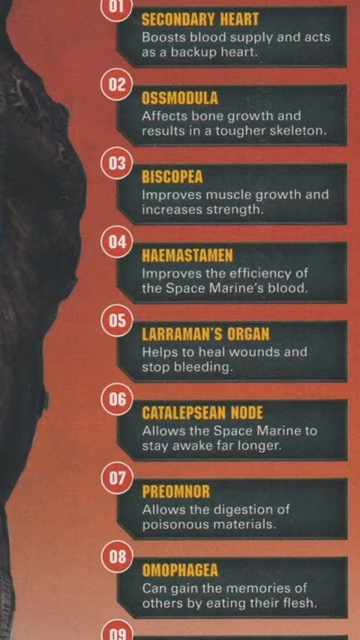 01
SECONDARY HEART
Boosts blood supply and acts
as a backup heart.
02
OSSMODULA
Affects bone growth and
results in a tougher skeleton.
03
BISCOPEA
Improves muscle growth and
increases strength.
04
HAEMASTAMEN
Improves the efficiency of
the Space Marine's blood.
05
LARRAMAN'S ORGAN
Helps to heal wounds and
stop bleeding.
06
CATALEPSEAN NODE
Allows the Space Marine to
stay awake far longer.
07
PREOMNOR
Allows the digestion of
poisonous materials.
08
OMOPHAGEA
Can gain the memories of
others by eating their flesh.
09